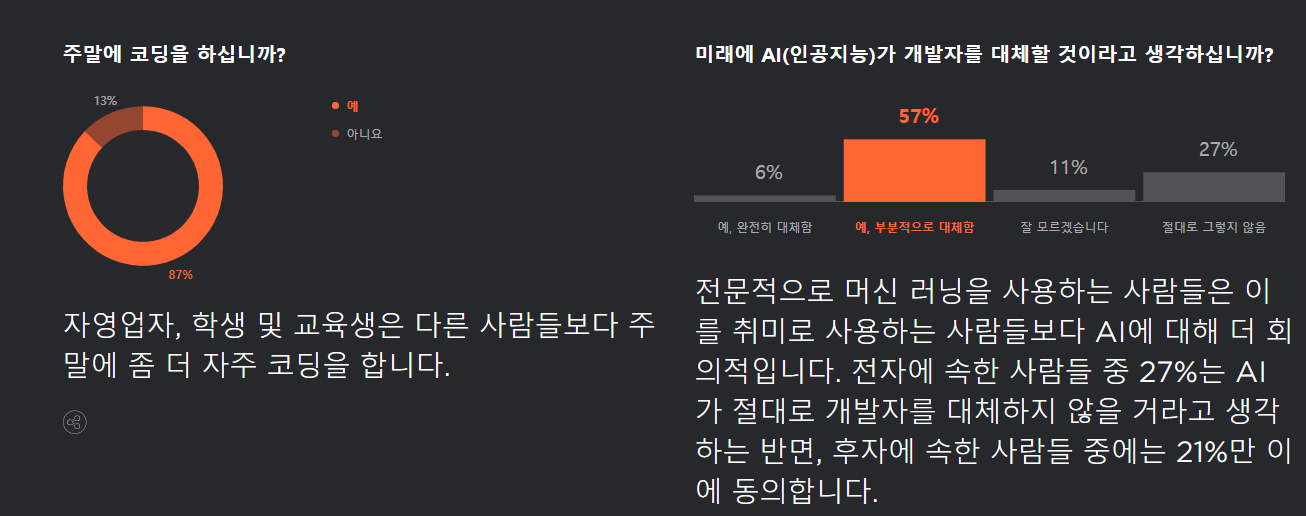 주말에 코딩을 하십니까?
13%
예
아니요
87%
자영업자, 학생 및 교육생은 다른 사람들보다 주
말에 좀 더 자주 코딩을 합니다.
미래에 AI(인공지능)가 개발자를 대체할 것이라고 생각하십니까?
6%
57%
11%
27%
예, 완전히 대체함
예, 부분적으로 대체함
잘 모르겠습니다
절대로 그렇지 않음
전문적으로 머신 러닝을 사용하는 사람들은 이
를 취미로 사용하는 사람들보다 AI에 대해 더 회
의적입니다. 전자에 속한 사람들 중 27%는 AI
가 절대로 개발자를 대체하지 않을 거라고 생각
하는 반면, 후자에 속한 사람들 중에는 21%만 이
에 동의합니다.